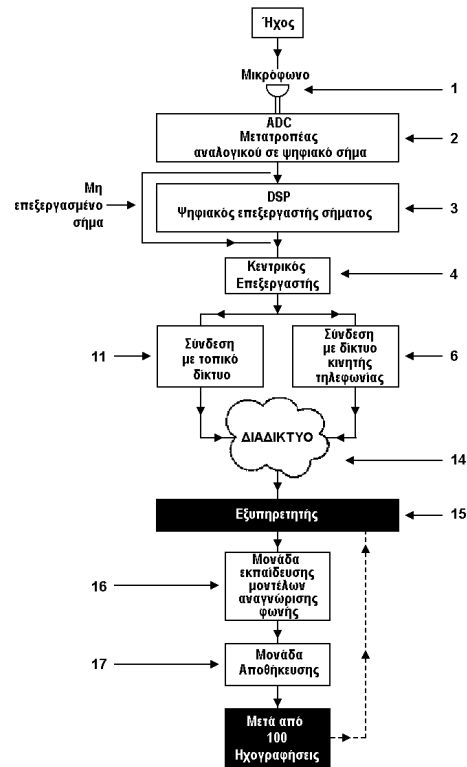 Ήχος
Μικρόφωνο
1
ADC
Μετατροπέας
αναλογικού σε ψηφιακό σήμα
2
Μη
επεξεργασμένο
σήμα
DSP
Ψηφιακός επεξεργαστής σήματος
3
Κεντρικός
Επεξεργαστής
4
11
Σύνδεση
με τοπικό
δίκτυο
Σύνδεση
με δίκτυο
κινητής
τηλεφωνίας
6
ΔΙΑΔΙΚΤΥΟ
14
Εξυπηρετητής
15
16
Μονάδα
εκπαίδευσης
μοντέλων
αναγνώρισης
φωνής
17
Μονάδα
Αποθήκευσης
Μετά από
100
Ηχογραφήσεις